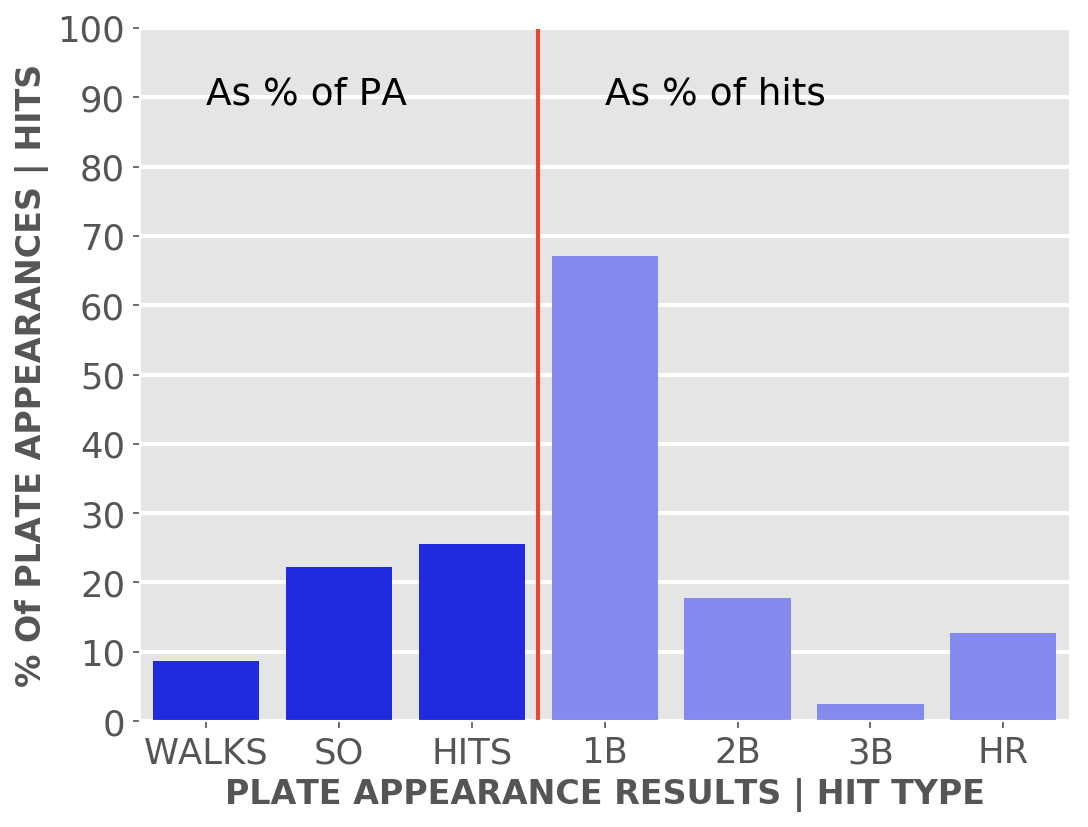 % Of PLATE APPEARANCES | HITS
100
90
80
70
60
50
40
30
20
10
0
As % of PA
As % of hits
WALKS SO HITS 1B 2B 3B HR
PLATE APPEARANCE RESULTS | HIT TYPE